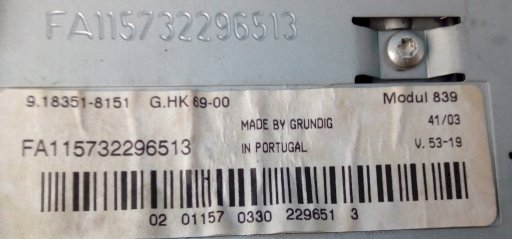 FA115732296513
9.18351-8151 G.HK 69-00 Modul 839
MADE BY GRUNDIG 41/03
FA115732296513 IN PORTUGAL V. 53-19
02 01157 0330 229651 3